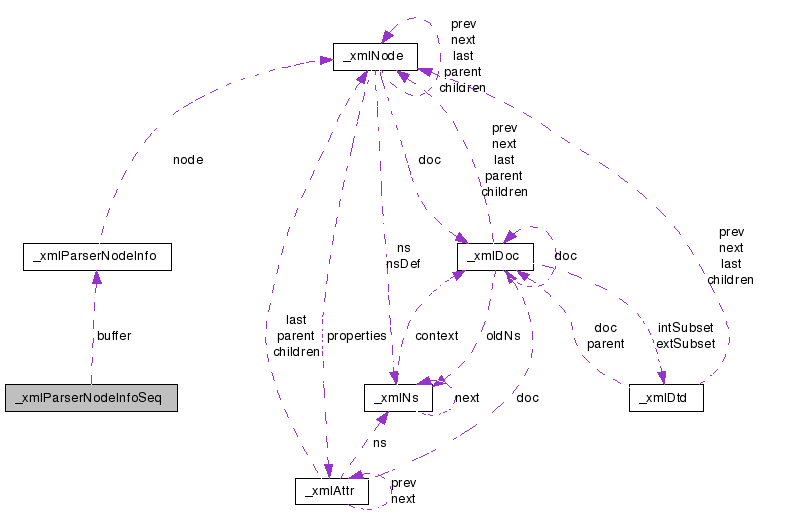 prev
next
last
parent
children
_xmlNode
prev
next
last
parent
children
node
doc
prev
next
last
children
ns
nsDef
_xmlParserNodeInfo
_xmlDoc
doc
last
parent
children
properties
buffer
context
oldNs
doc
parent
intSubset
extSubset
_xmlParserNodeInfoSeq
_xmlNs
next
doc
_xmlDtd
ns
_xmlAttr
prev
next